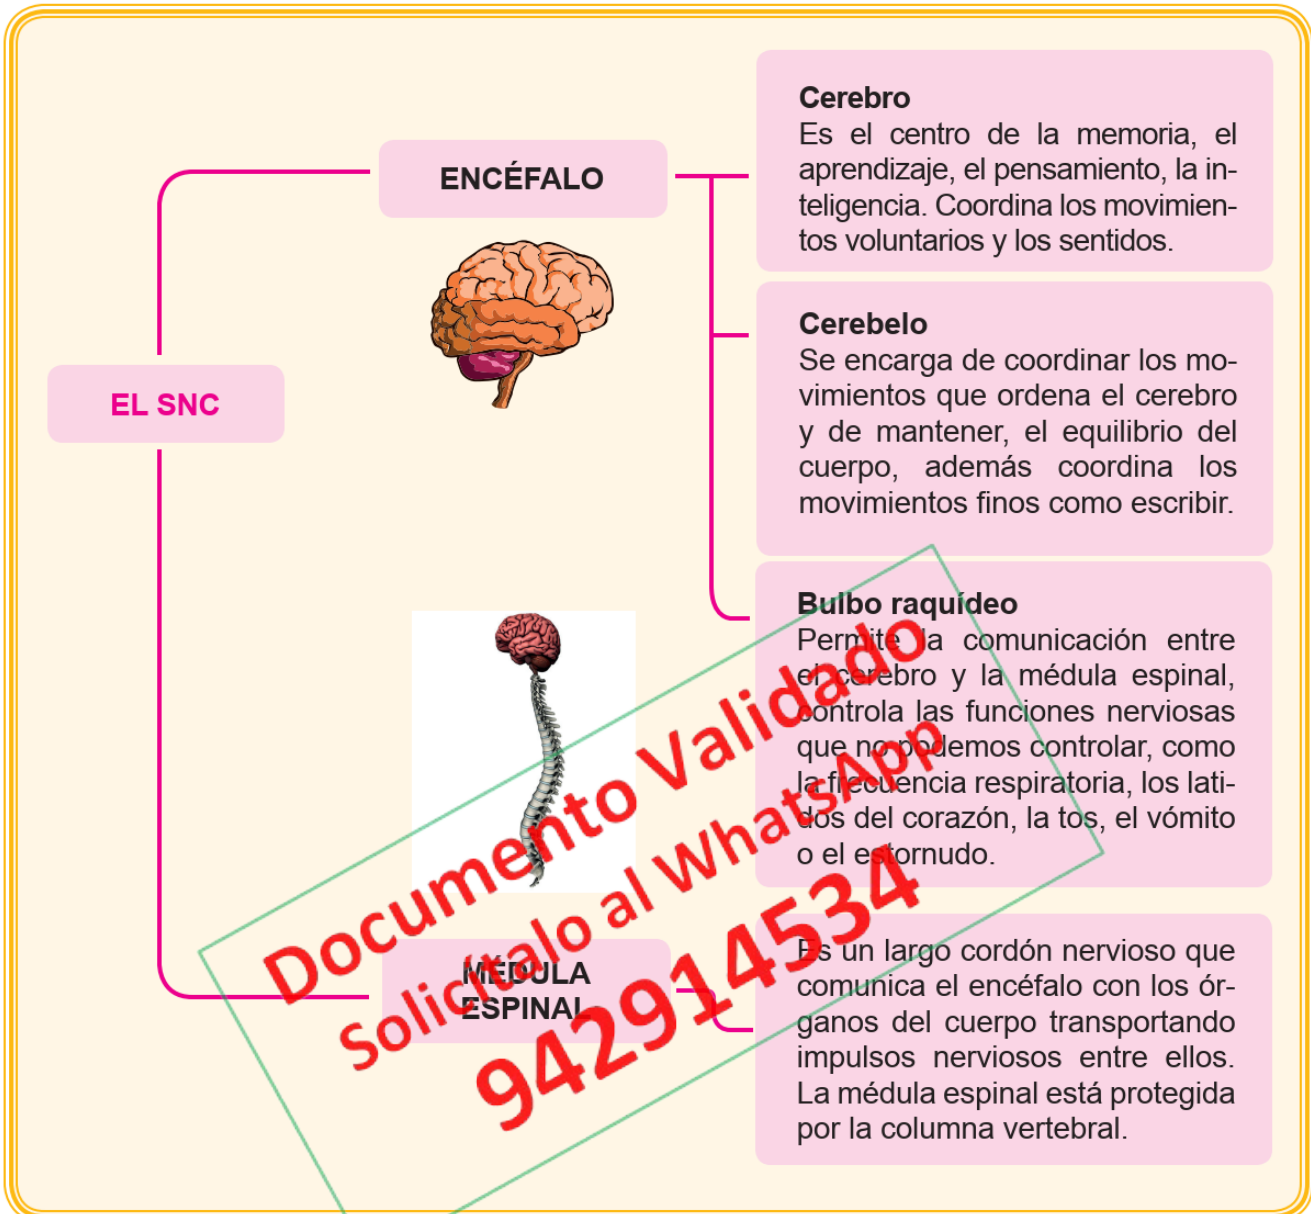 EL SNC
ENCÉFALO
Cerebro
Es el centro de la memoria, el
aprendizaje, el pensamiento, la in-
teligencia. Coordina los movimien-
tos voluntarios y los sentidos.
Cerebelo
Se encarga de coordinar los mo-
vimientos que ordena el cerebro
y de mantener, el equilibrio del
cuerpo, además coordina los
movimientos finos como escribir.
Bulbo raquídeo
Permite la comunicación entre
el cerebro y la médula espinal,
controla las funciones nerviosas
que no podemos controlar, como
la frecuencia respiratoria, los lati-
dos del corazón, la tos, el vómito
o el estornudo.
MÉDULA
ESPINAL
Es un largo cordón nervioso que
comunica el encéfalo con los ór-
ganos del cuerpo transportando
impulsos nerviosos entre ellos.
La médula espinal está protegida
por la columna vertebral.
Documento Validado
Solicítalo al WhatsApp
942914534